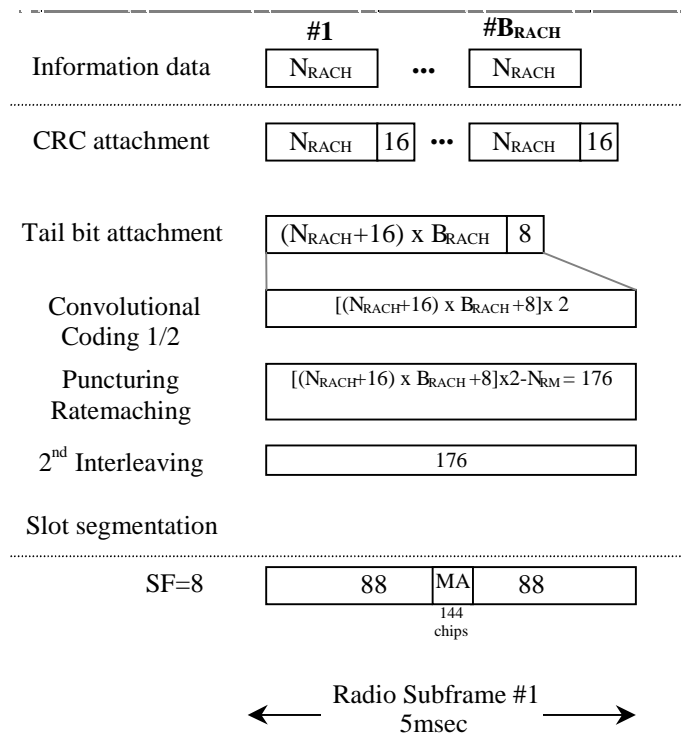 #1 #BRACH
Information data NRACH ... NRACH
CRC attachment NRACH 16 ... NRACH 16
Tail bit attachment (NRACH+16) x BRACH 8
Convolutional [(NRACH+16) x BRACH+8]x 2
Coding 1/2
Puncturing [(NRACH+16) x BRACH+8]x2-NRM = 176
Ratemaching
2nd Interleaving 176
Slot segmentation
SF=8 88 MA 88
144
chips
Radio Subframe #1
5msec